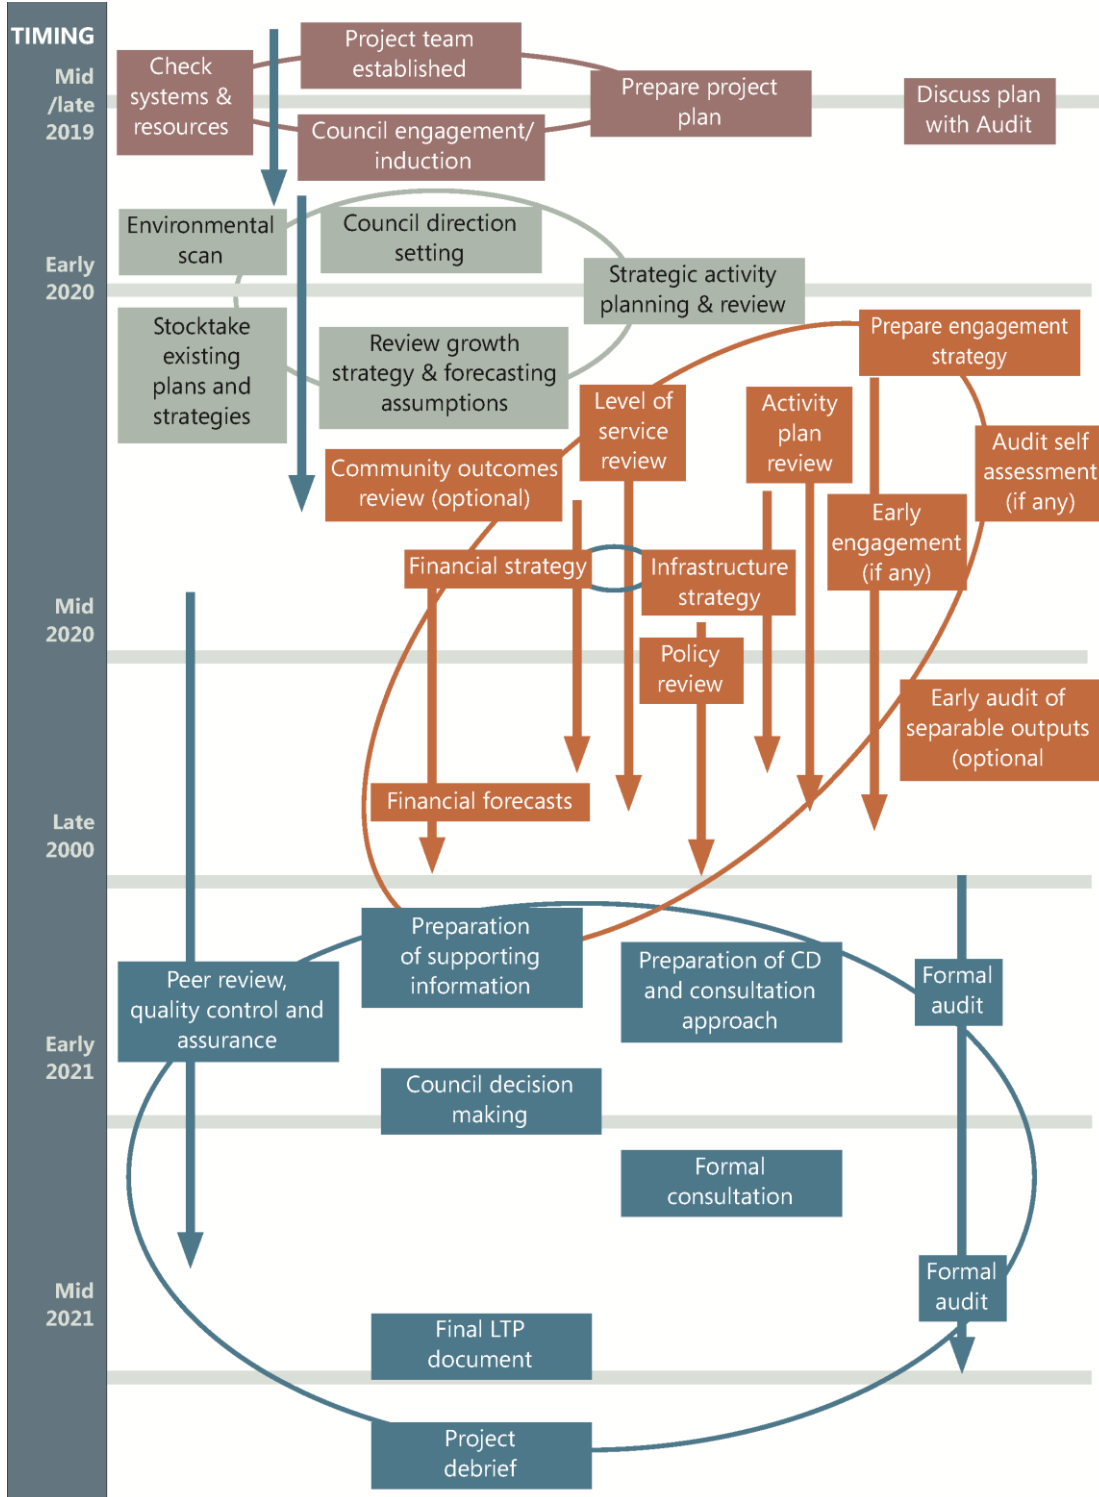 TIMING
Mid
/late
2019
Check
systems &
resources
Project team
established
Council engagement/
induction
Prepare project
plan
Discuss plan
with Audit
Early
2020
Environmental
scan
Council direction
setting
Strategic activity
planning & review
Stocktake
existing
plans and
strategies
Review growth
strategy & forecasting
assumptions
Prepare engagement
strategy
Level of
service
review
Activity
plan
review
Audit self
assessment
(if any)
Community outcomes
review (optional)
Early
engagement
(if any)
Financial strategy
Infrastructure
strategy
Mid
2020
Policy
review
Early audit of
separable outputs
(optional
Financial forecasts
Late
2000
Preparation
of supporting
information
Preparation of CD
and consultation
approach
Peer review,
quality control and
assurance
Formal
audit
Early
2021
Council decision
making
Formal
consultation
Formal
audit
Mid
2021
Final LTP
document
Project
debrief